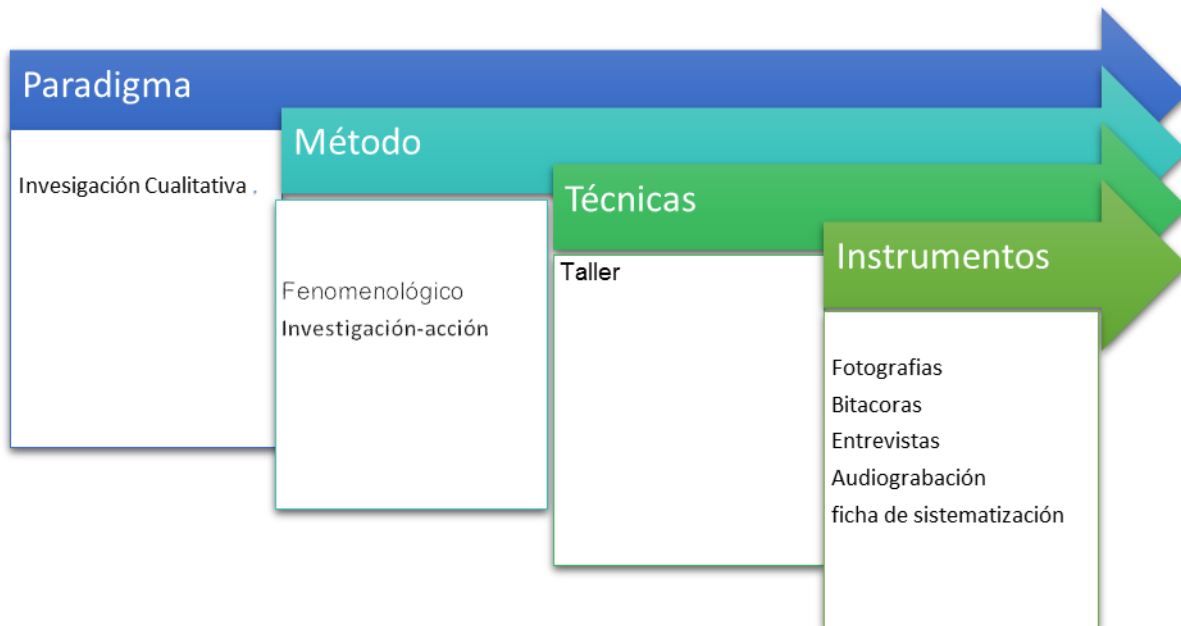 Paradigma
Invesigación Cualitativa .
Método
Fenomenológico
Investigación-acción
Técnicas
Taller
Instrumentos
Fotografias
Bitacoras
Entrevistas
Audiograbación
ficha de sistematización